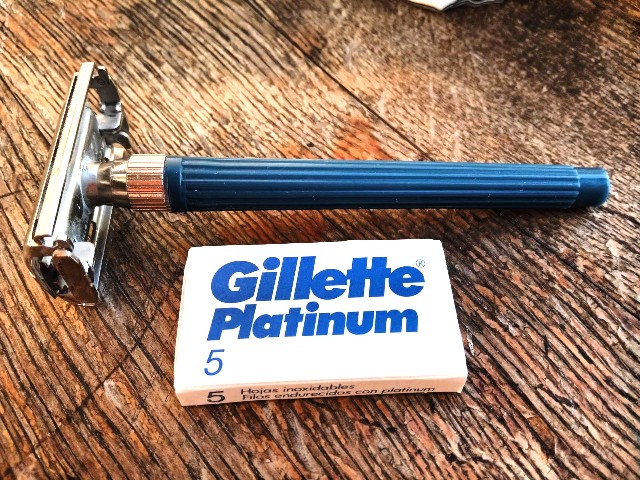 Gillette®
Platinum
5
5 Hojas inoxidables
Filos endurecidos con platinum